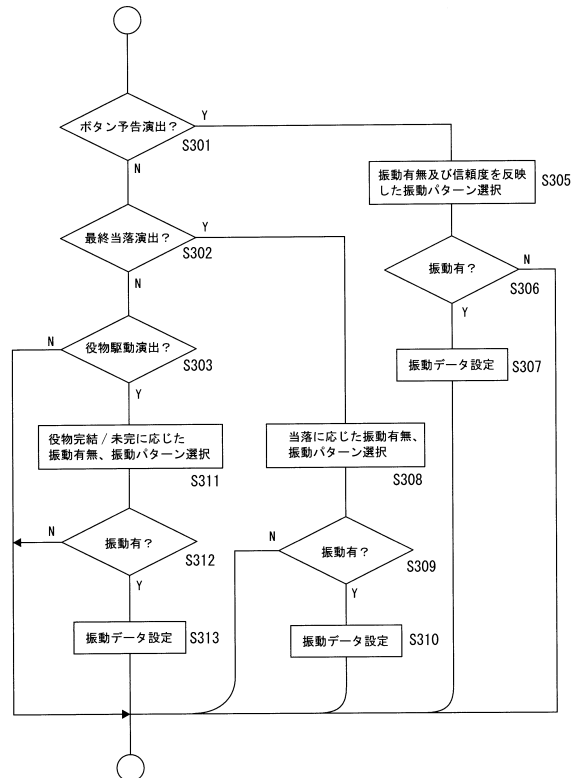 ボタン予告演出？
Y
S301
N
振動有無及び信頼度を反映
した振動パターン選択
S305
最終当落演出？
Y
S302
N
振動有？
N
S306
Y
役物駆動演出？
N
S303
Y
振動データ設定
S307
役物完結／未完に応じた
振動有無、振動パターン選択
S311
当落に応じた振動有無、
振動パターン選択
S308
振動有？
N
S312
Y
振動有？
N
S309
Y
振動データ設定
S313
振動データ設定
S310